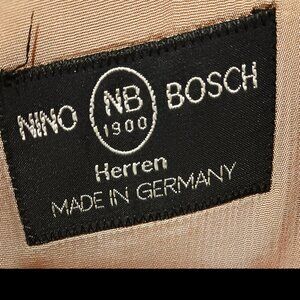 NINO NB BOSCH
1900
Herren
MADE IN GERMANY